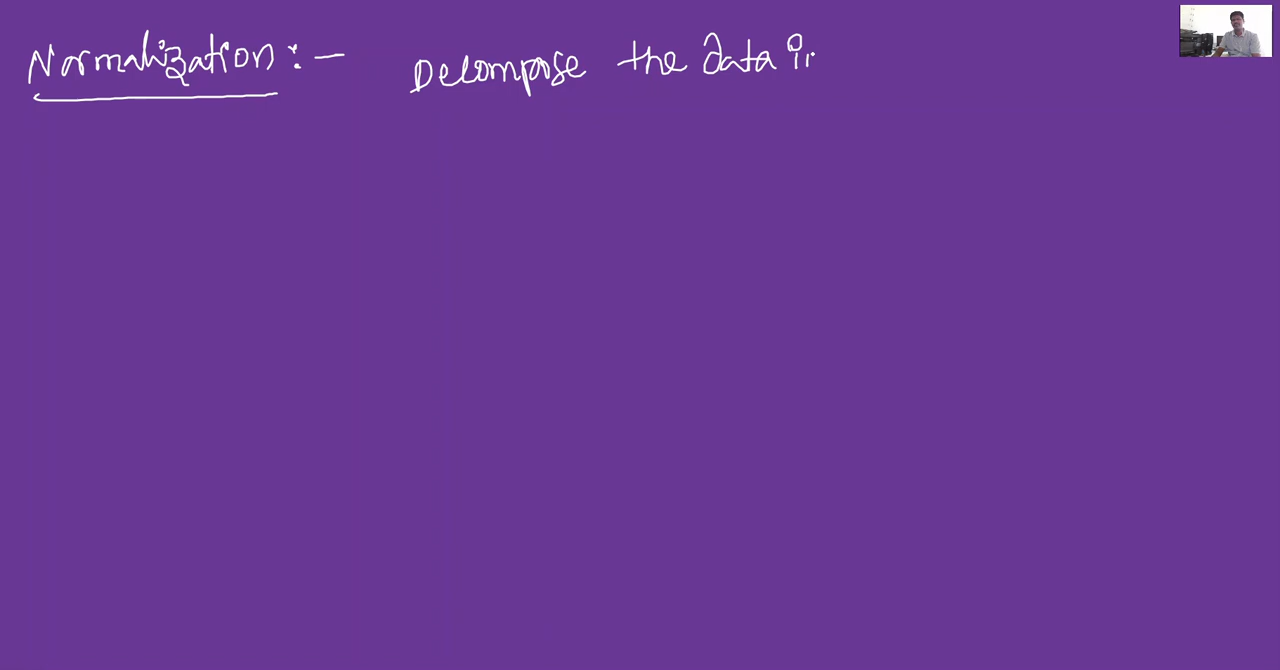 Normalization :- Decompose the data